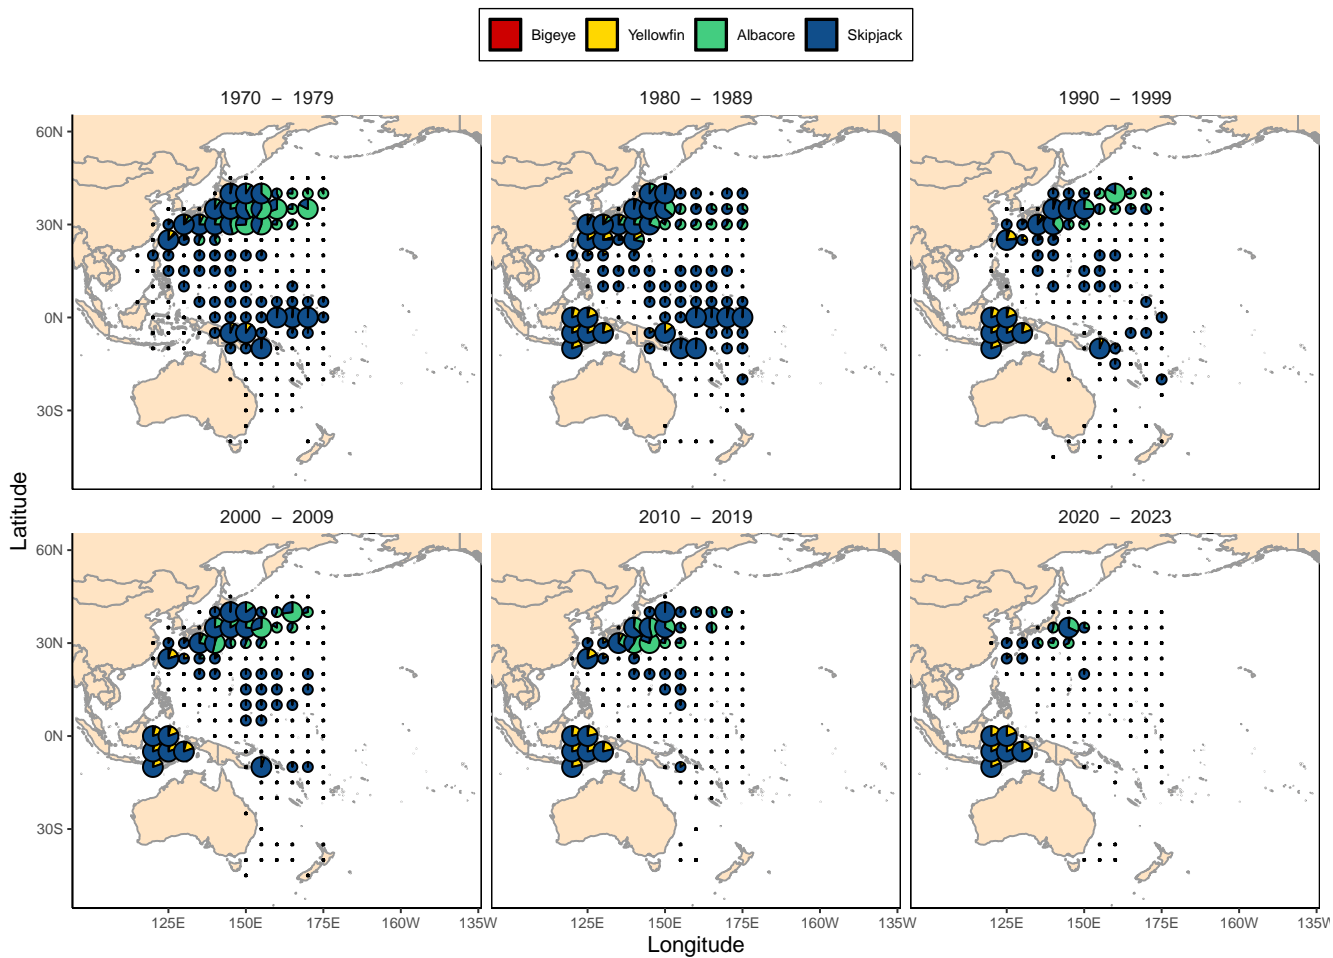 Bigeye Yellowfin Albacore Skipjack
1970 − 1979 1980 − 1989 1990 − 1999
60N
30N
0N
30S
2000 − 2009 2010 − 2019 2020 − 2023
60N
30N
0N
30S
Latitude
125E 150E 175E 160W 135W 125E 150E 175E 160W 135W 125E 150E 175E 160W 135W
Longitude